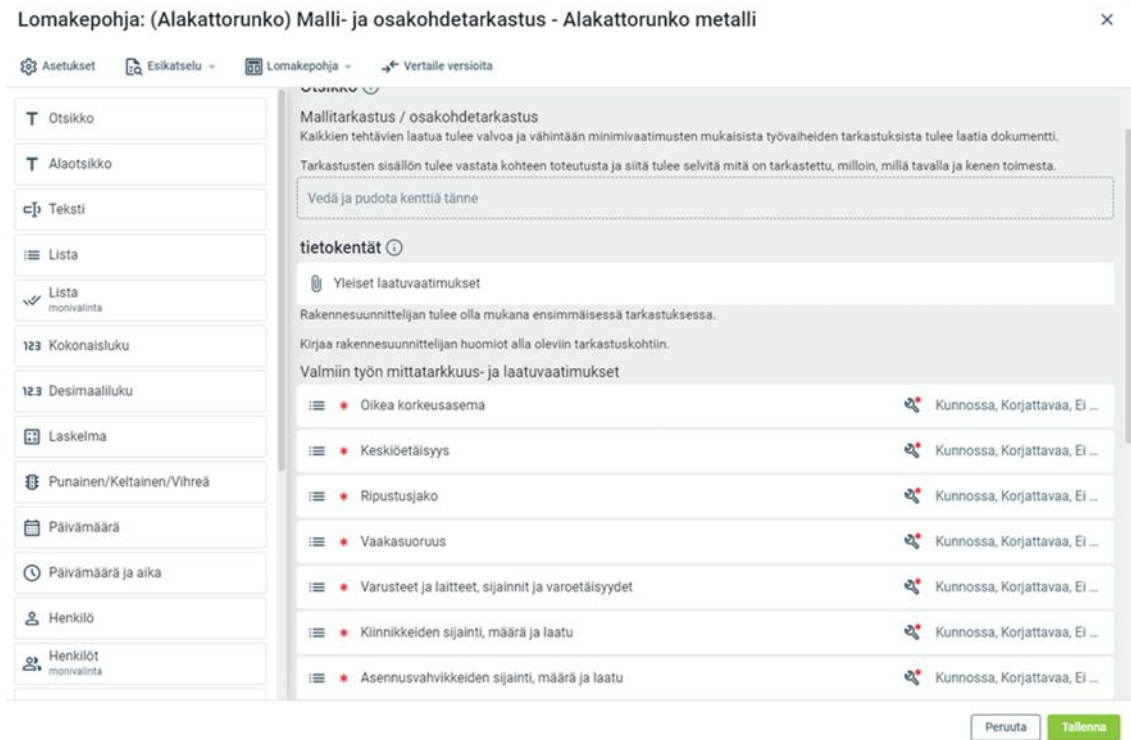 Lomakepohja: (Alakattorunko) Malli- ja osakohdetarkastus - Alakattorunko metalli
Asetukset
Esikatselu
Lomakepohja
Vertaile versioita
Otsikko
Alaotsikko
Teksti
Lista
Lista
monivalinta
123 Kokonaisluku
12.3 Desimaaliluku
Laskelma
Punainen/Keltainen/Vihreä
Päivämäärä
Päivämäärä ja aika
Henkilö
Henkilöt
monivalinta
Otsikko
Mallitarkastus / osakohdetarkastus
Kaikkien tehtävien laatua tulee valvoa ja vähintään minimivaatimusten mukaisista työvaiheiden tarkastuksista tulee laatia dokumentti.
Tarkastusten sisällön tulee vastata kohteen toteutusta ja siitä tulee selvitä mitä on tarkastettu, milloin, millä tavalla ja kenen toimesta.
Vedä ja pudota kenttiä tänne
tietokentät
Yleiset laatuvaatimukset
Rakennesuunnittelijan tulee olla mukana ensimmäisessä tarkastuksessa.
Kirjaa rakennesuunnittelijan huomiot alla oleviin tarkastuskohtiin.
Valmiin työn mittatarkkuus- ja laatuvaatimukset
* Oikea korkeusasema Kunnossa, Korjattavaa, Ei ...
* Keskiöetäisyys Kunnossa, Korjattavaa, Ei ...
* Ripustusjako Kunnossa, Korjattavaa, Ei ...
* Vaakasuoruus Kunnossa, Korjattavaa, Ei ...
* Varusteet ja laitteet, sijainnit ja varoetäisyydet Kunnossa, Korjattavaa, Ei ...
* Kiinnikkeiden sijainti, määrä ja laatu Kunnossa, Korjattavaa, Ei ...
* Asennusvahvikkeiden sijainti, määrä ja laatu Kunnossa, Korjattavaa, Ei ...
Peruuta
Tallenna